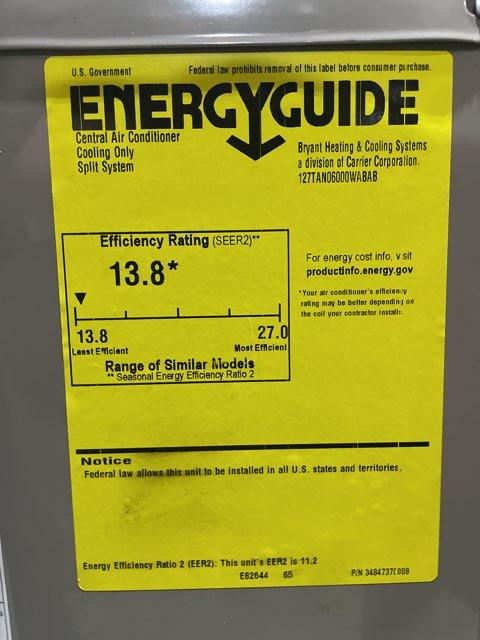 U.S. Government
Federal law prohibits removal of this label before consumer purchase.
ENERGYGUIDE
Central Air Conditioner
Cooling Only
Split System
Bryant Heating & Cooling Systems
a division of Carrier Corporation.
127TAN06000WABAB
Efficiency Rating (SEER2)**
13.8*
13.8
Least Efficient
27.0
Most Efficient
Range of Similar Models
** Seasonal Energy Efficiency Ratio 2
For energy cost info, visit
productinfo.energy.gov
*Your air conditioner's efficiency
rating may be better depending on
the coil your contractor installs.
Notice
Federal law allows this unit to be installed in all U.S. states and territories.
Energy Efficiency Ratio 2 (EER2): This unit's EER2 is 11.2
E82644 65
P/N